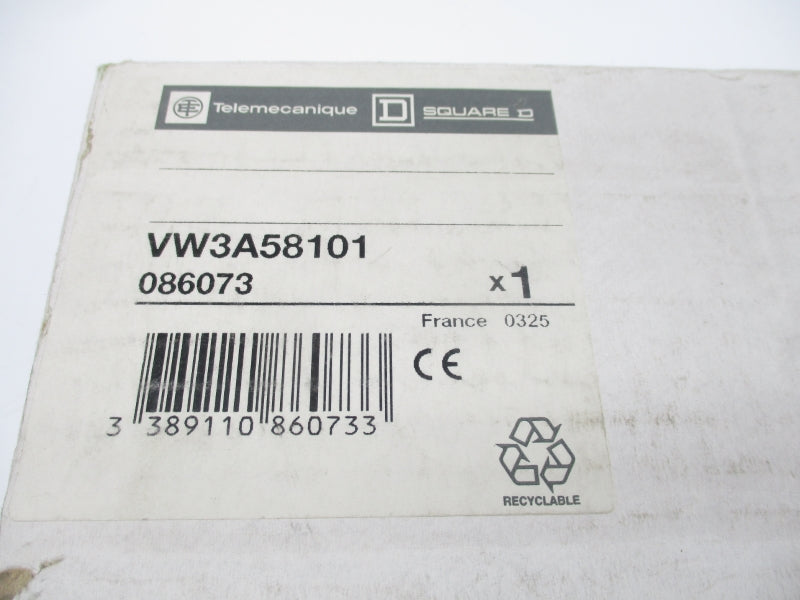 Telemecanique D SQUARE D
VW3A58101
086073 x1
France 0325
CE
3 389110 860733
RECYCLABLE